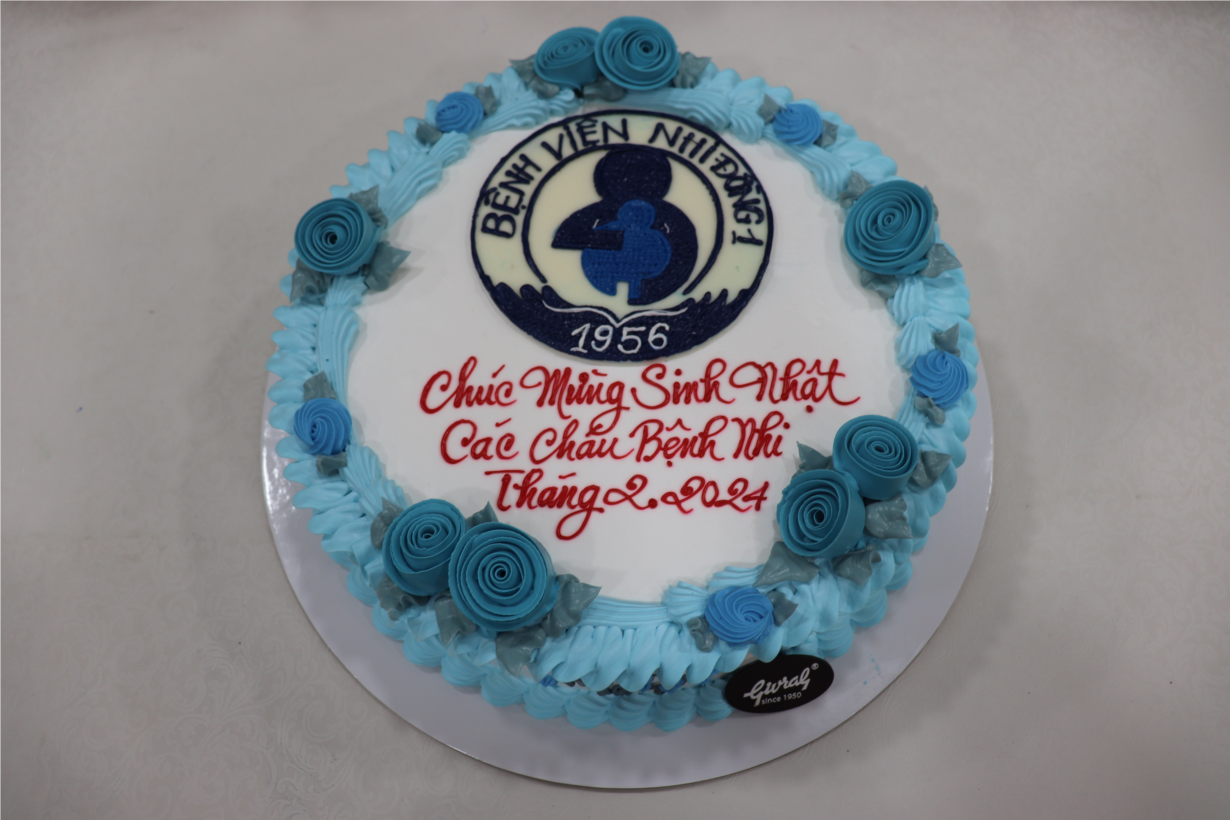 BỆNH VIỆN NHI ĐỒNG 1
1956
Chúc Mừng Sinh Nhật
Các Cháu Bệnh Nhi
Tháng 2.2024
Givral®
since 1950